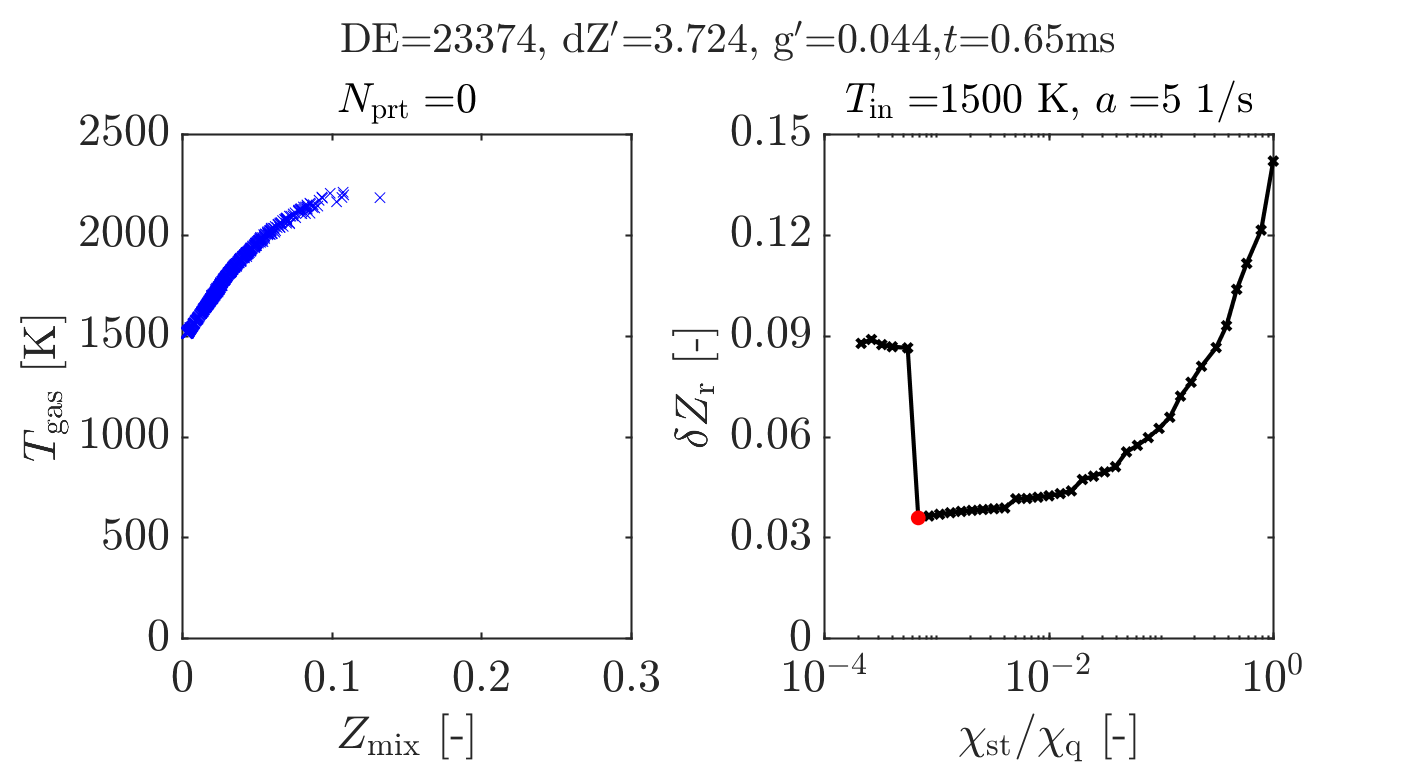 DE=23374, dZ′=3.724, g′=0.044,t=0.65ms
N_prt =0
2500
2000
1500
1000
500
0
T_gas [K]
0 0.1 0.2 0.3
Z_mix [-]
T_in =1500 K, a =5 1/s
0.15
0.12
0.09
0.06
0.03
0
δZ_r [-]
10⁻⁴ 10⁻² 10⁰
χ_st/χ_q [-]